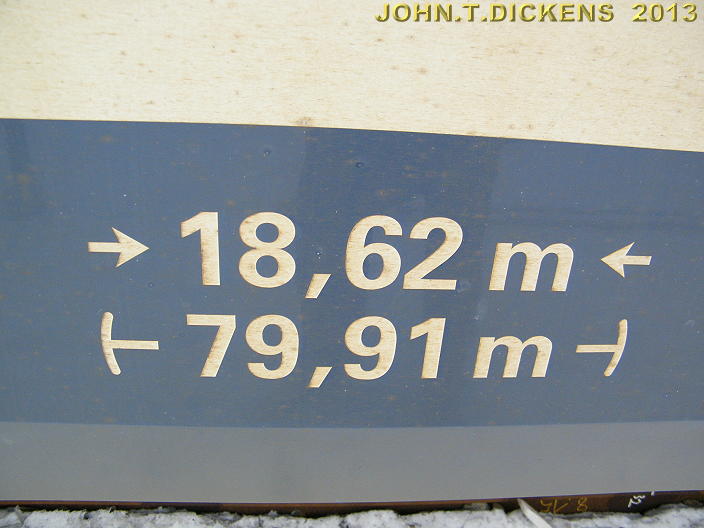 JOHN.T.DICKENS 2013
18,62 m
79,91 m